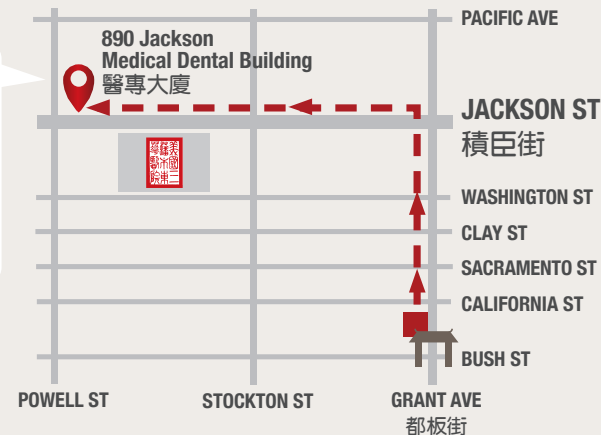 PACIFIC AVE
890 Jackson
Medical Dental Building
醫專大廈
JACKSON ST
積臣街
WASHINGTON ST
CLAY ST
SACRAMENTO ST
CALIFORNIA ST
BUSH ST
POWELL ST
STOCKTON ST
GRANT AVE
都板街